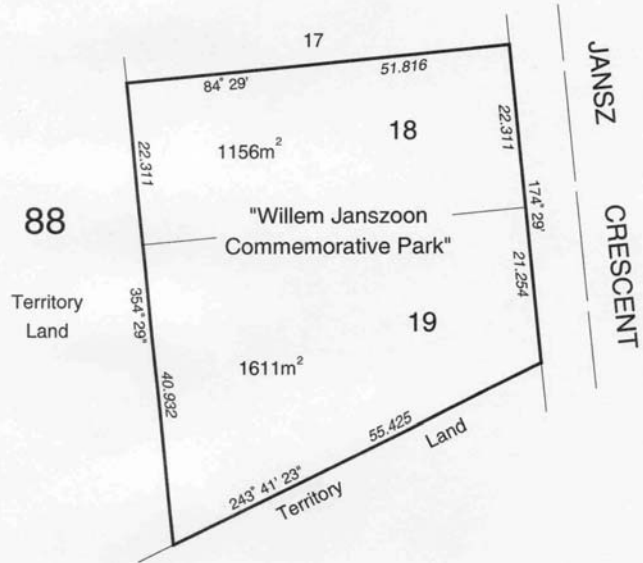 17
84° 29'
51.816
JANSZ
22.311
1156m²
18
22.311
88
"Willem Janszoon
Commemorative Park"
174° 29'
CRESCENT
Territory
Land
354° 29"
19
21.254
40.932
1611m²
55.425
Land
243° 41' 23"
Territory